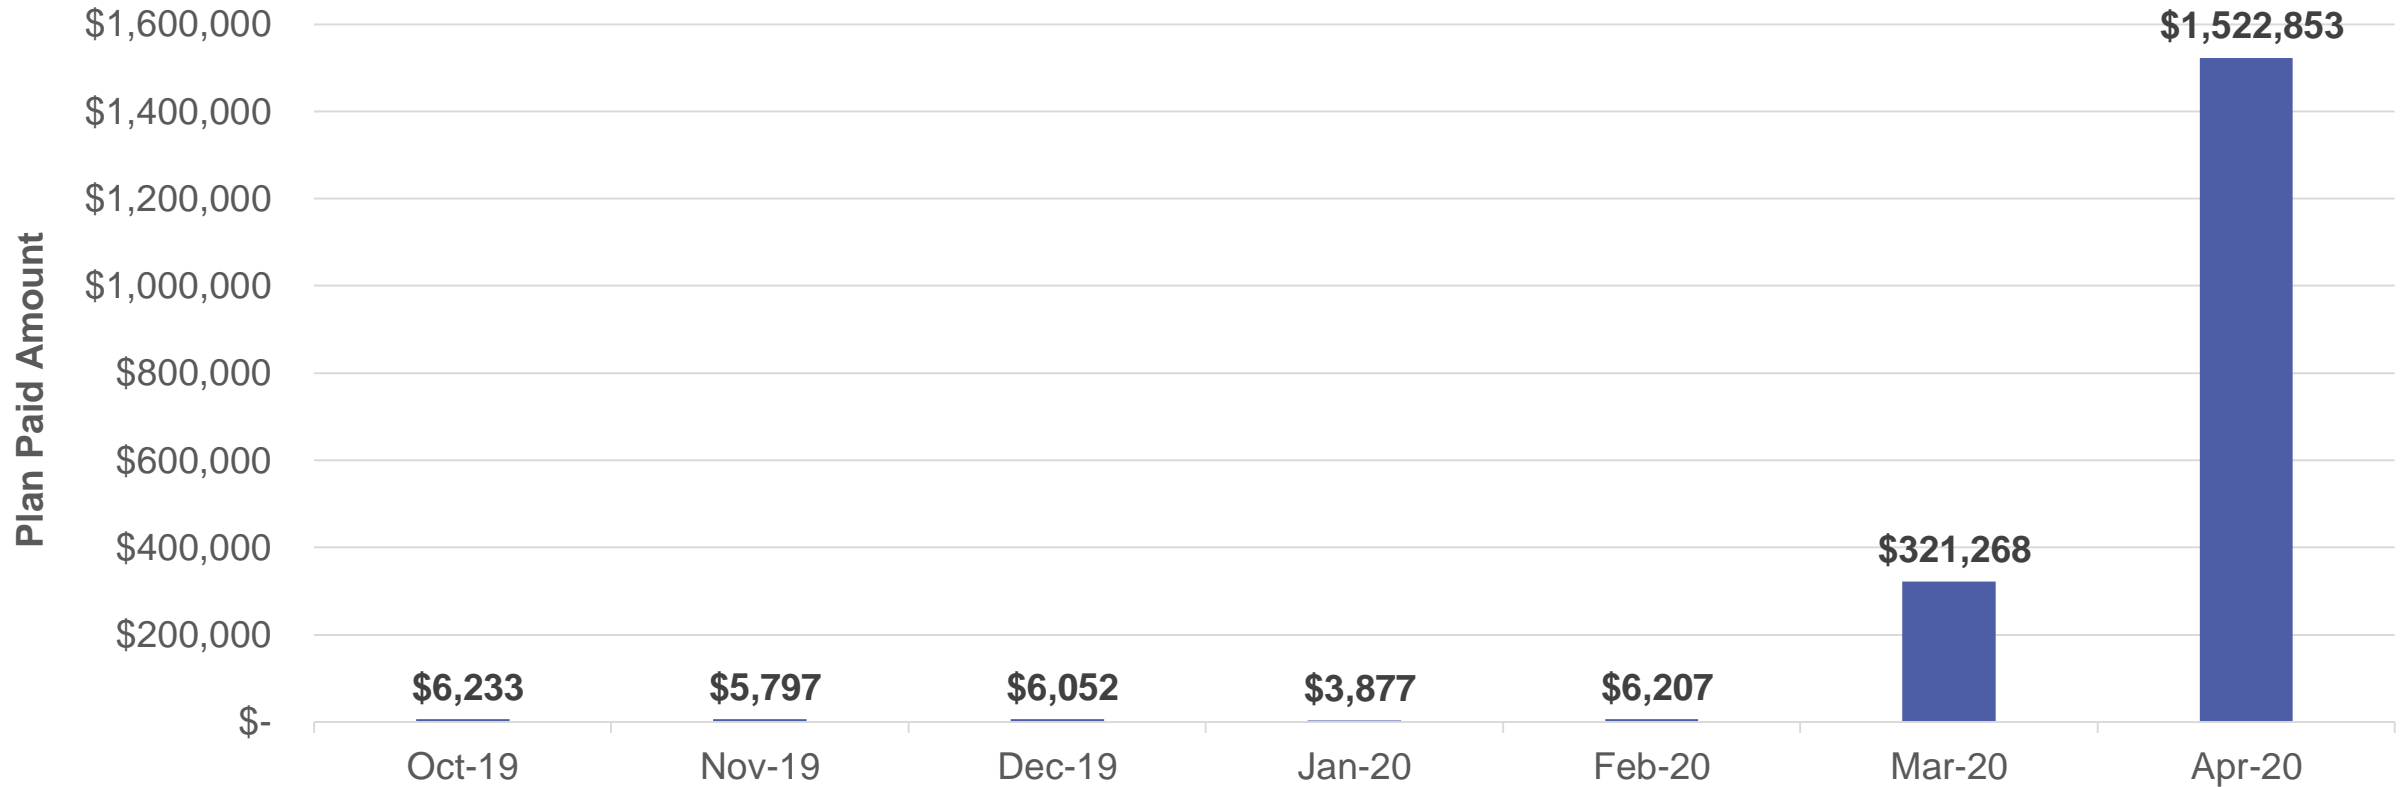 Plan Paid Amount
$1,600,000
$1,400,000
$1,200,000
$1,000,000
$800,000
$600,000
$400,000
$200,000
$-
$6,233
$5,797
$6,052
$3,877
$6,207
$321,268
$1,522,853
Oct-19
Nov-19
Dec-19
Jan-20
Feb-20
Mar-20
Apr-20